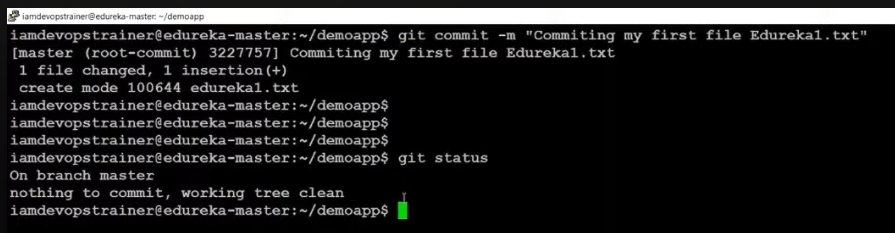 iamdevopstrainer@edureka-master: ~/demoapp
iamdevopstrainer@edureka-master:~/demoapp$ git commit -m "Commiting my first file Edureka1.txt"
[master (root-commit) 3227757] Commiting my first file Edureka1.txt
 1 file changed, 1 insertion(+)
 create mode 100644 edureka1.txt
iamdevopstrainer@edureka-master:~/demoapp$
iamdevopstrainer@edureka-master:~/demoapp$
iamdevopstrainer@edureka-master:~/demoapp$
iamdevopstrainer@edureka-master:~/demoapp$ git status
On branch master
nothing to commit, working tree clean
iamdevopstrainer@edureka-master:~/demoapp$